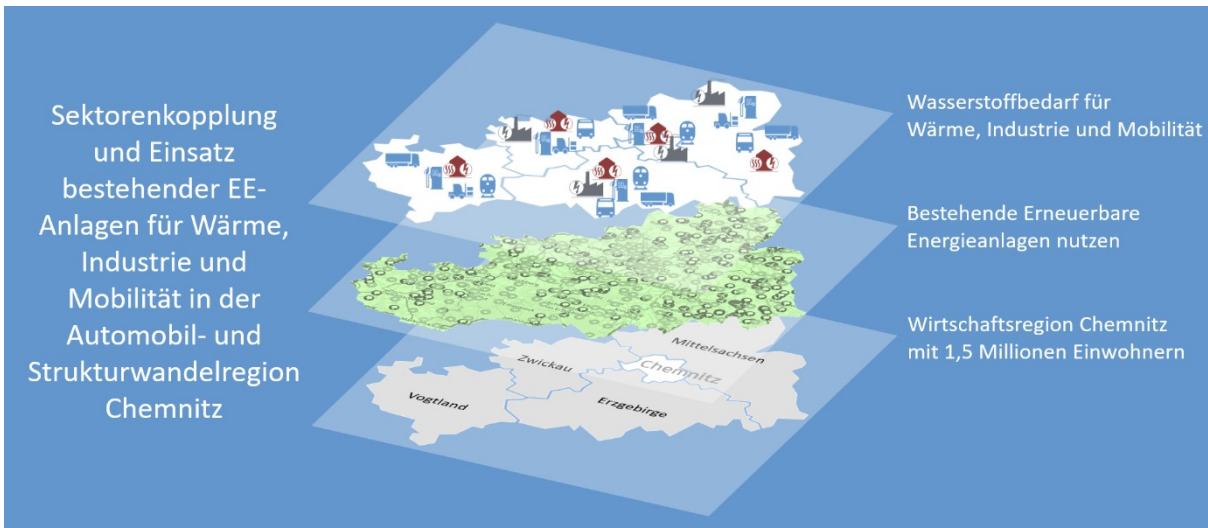 Sektorenkopplung
und Einsatz
bestehender EE-
Anlagen für Wärme,
Industrie und
Mobilität in der
Automobil- und
Strukturwandelregion
Chemnitz
Wasserstoffbedarf für
Wärme, Industrie und Mobilität
Bestehende Erneuerbare
Energieanlagen nutzen
Wirtschaftsregion Chemnitz
mit 1,5 Millionen Einwohnern
Mittelsachsen
Zwickau
Chemnitz
Vogtland
Erzgebirge